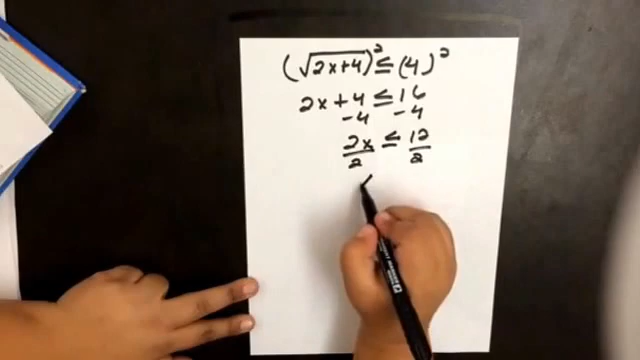 (√2x+4)² ≤ (4)²
2x + 4 ≤ 16
-4 -4
2x ≤ 12
2 2